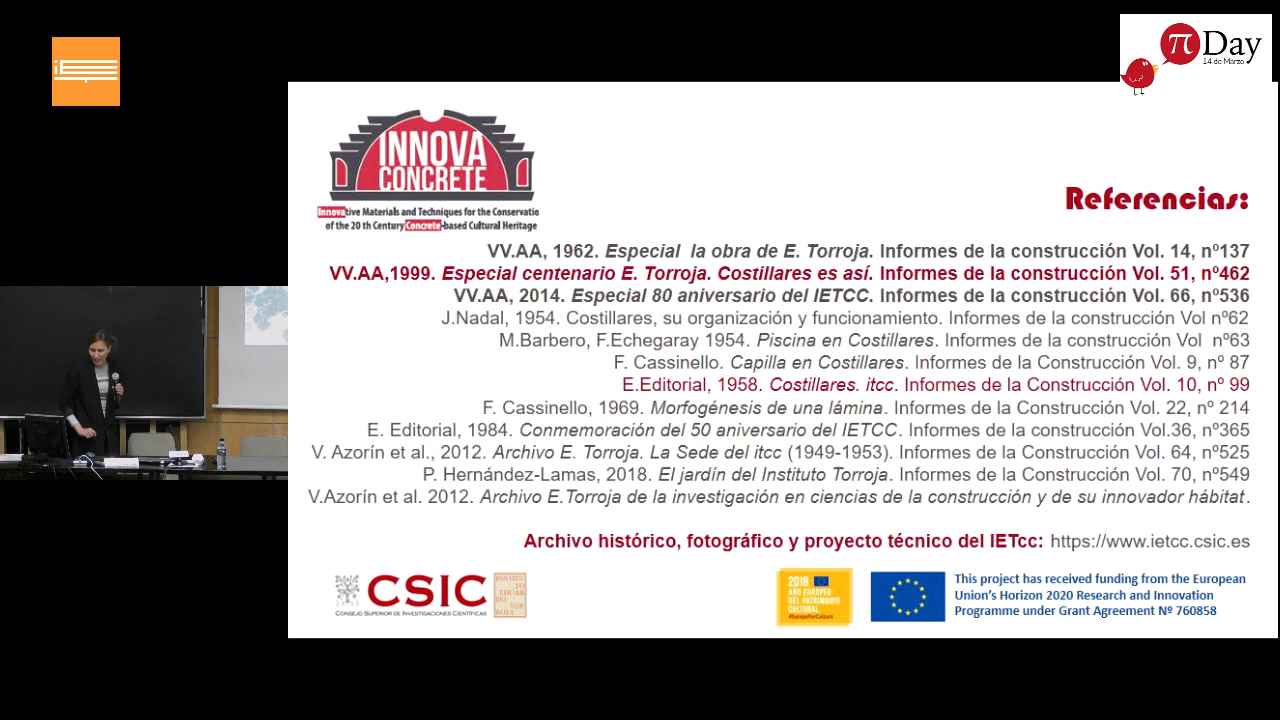 π Day
14 de Marzo
INNOVA
CONCRETE
Innovative Materials and Techniques for the Conservatio
of the 20 th Century Concrete-based Cultural Heritage
Referencias:
VV.AA, 1962. Especial la obra de E. Torroja. Informes de la construcción Vol. 14, nº137
VV.AA,1999. Especial centenario E. Torroja. Costillares es así. Informes de la construcción Vol. 51, nº462
VV.AA, 2014. Especial 80 aniversario del IETCC. Informes de la construcción Vol. 66, nº536
J.Nadal, 1954. Costillares, su organización y funcionamiento. Informes de la construcción Vol nº62
M.Barbero, F.Echegaray 1954. Piscina en Costillares. Informes de la construcción Vol nº63
F. Cassinello. Capilla en Costillares. Informes de la Construcción Vol. 9, nº 87
E.Editorial, 1958. Costillares. itcc. Informes de la Construcción Vol. 10, nº 99
F. Cassinello, 1969. Morfogénesis de una lámina. Informes de la Construcción Vol. 22, nº 214
E. Editorial, 1984. Conmemoración del 50 aniversario del IETCC. Informes de la construcción Vol.36, nº365
V. Azorín et al., 2012. Archivo E. Torroja. La Sede del itcc (1949-1953). Informes de la Construcción Vol. 64, nº525
P. Hernández-Lamas, 2018. El jardín del Instituto Torroja. Informes de la Construcción Vol. 70, nº549
V.Azorín et al. 2012. Archivo E.Torroja de la investigación en ciencias de la construcción y de su innovador hábitat.
Archivo histórico, fotográfico y proyecto técnico del IETcc: https://www.ietcc.csic.es
CSIC
CONSEJO SUPERIOR DE INVESTIGACIONES CIENTÍFICAS
INSTITU
TO
EDUAR
DO TOR
ROJA
2018
AÑO EUROPEO
DEL PATRIMONIO
CULTURAL
#EuropeForCulture
This project has received funding from the European
Union's Horizon 2020 Research and Innovation
Programme under Grant Agreement Nº 760858